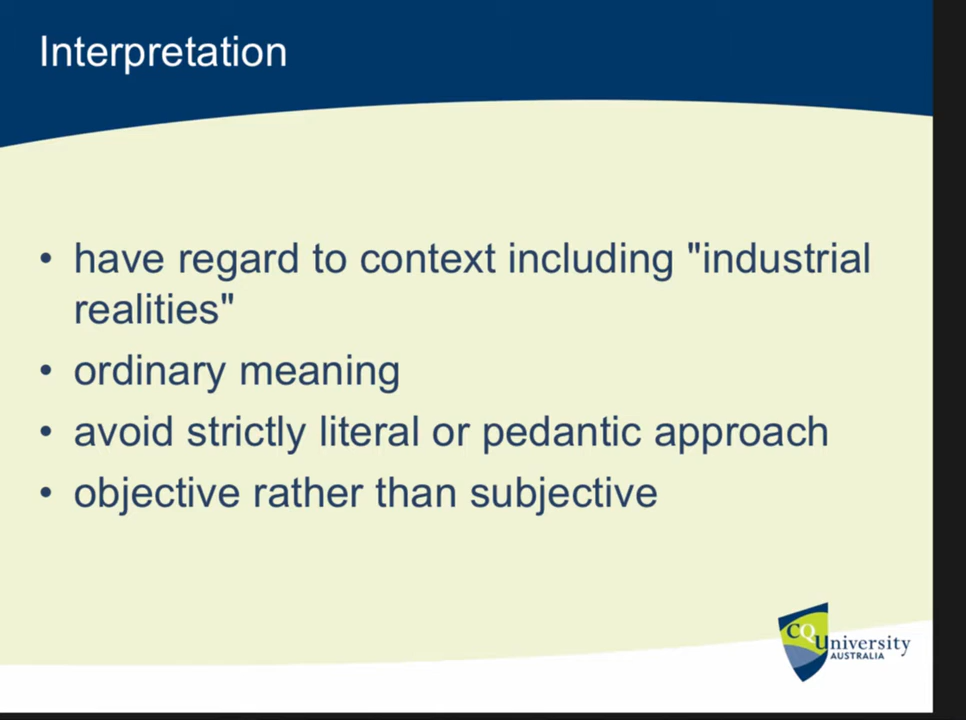 Interpretation
• have regard to context including "industrial
realities"
• ordinary meaning
• avoid strictly literal or pedantic approach
• objective rather than subjective
CQUniversity
AUSTRALIA